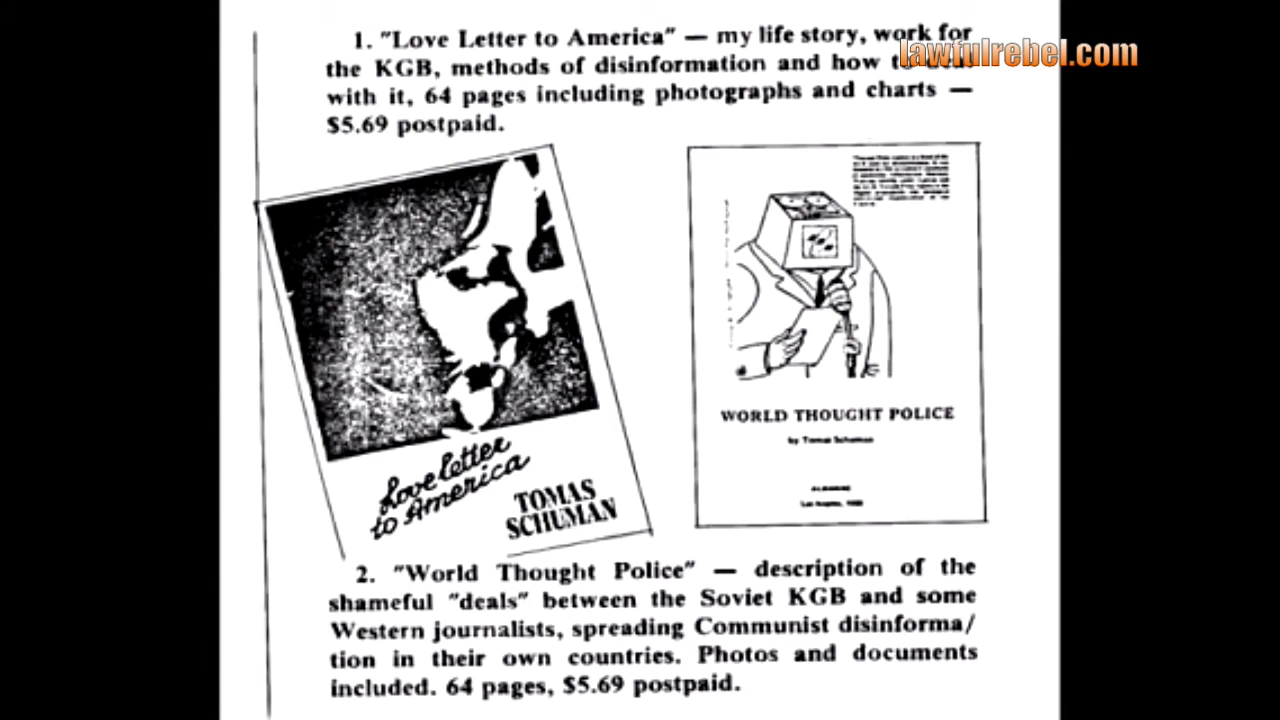 lawfulrebel.com
1. "Love Letter to America" — my life story, work for
the KGB, methods of disinformation and how to
with it, 64 pages including photographs and charts —
$5.69 postpaid.
Love letter
to America
TOMAS
SCHUMAN
WORLD THOUGHT POLICE
by Tomas Schuman
2. "World Thought Police" — description of the
shameful "deals" between the Soviet KGB and some
Western journalists, spreading Communist disinforma/
tion in their own countries. Photos and documents
included. 64 pages, $5.69 postpaid.